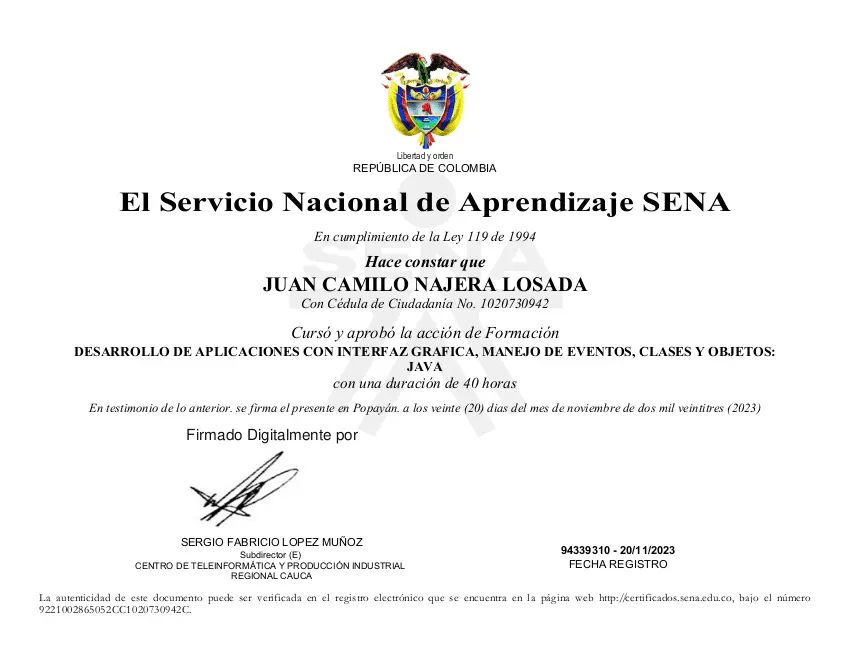 Libertad y orden
REPÚBLICA DE COLOMBIA
El Servicio Nacional de Aprendizaje SENA
En cumplimiento de la Ley 119 de 1994
SENA
Hace constar que
JUAN CAMILO NAJERA LOSADA
Con Cédula de Ciudadanía No. 1020730942
Cursó y aprobó la acción de Formación
DESARROLLO DE APLICACIONES CON INTERFAZ GRAFICA, MANEJO DE EVENTOS, CLASES Y OBJETOS:
JAVA
con una duración de 40 horas
En testimonio de lo anterior. se firma el presente en Popayán. a los veinte (20) dias del mes de noviembre de dos mil veintitres (2023)
Firmado Digitalmente por
SERGIO FABRICIO LOPEZ MUÑOZ
Subdirector (E)
CENTRO DE TELEINFORMÁTICA Y PRODUCCIÓN INDUSTRIAL
REGIONAL CAUCA
94339310 - 20/11/2023
FECHA REGISTRO
La autenticidad de este documento puede ser verificada en el registro electrónico que se encuentra en la página web http://certificados.sena.edu.co, bajo el número
9221002865052CC1020730942C.